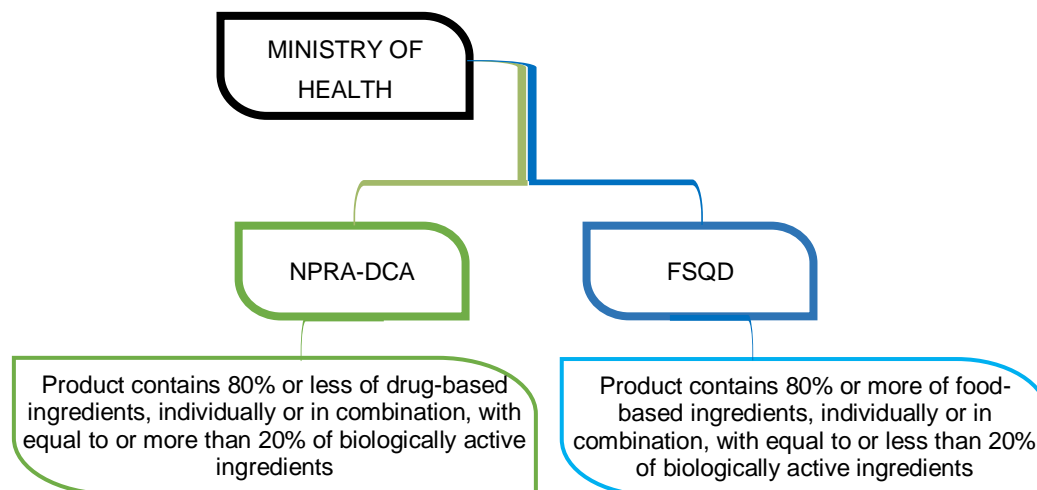 MINISTRY OF
HEALTH
NPRA-DCA
FSQD
Product contains 80% or less of drug-based
ingredients, individually or in combination, with
equal to or more than 20% of biologically active
ingredients
Product contains 80% or more of food-
based ingredients, individually or in
combination, with equal to or less than 20%
of biologically active ingredients